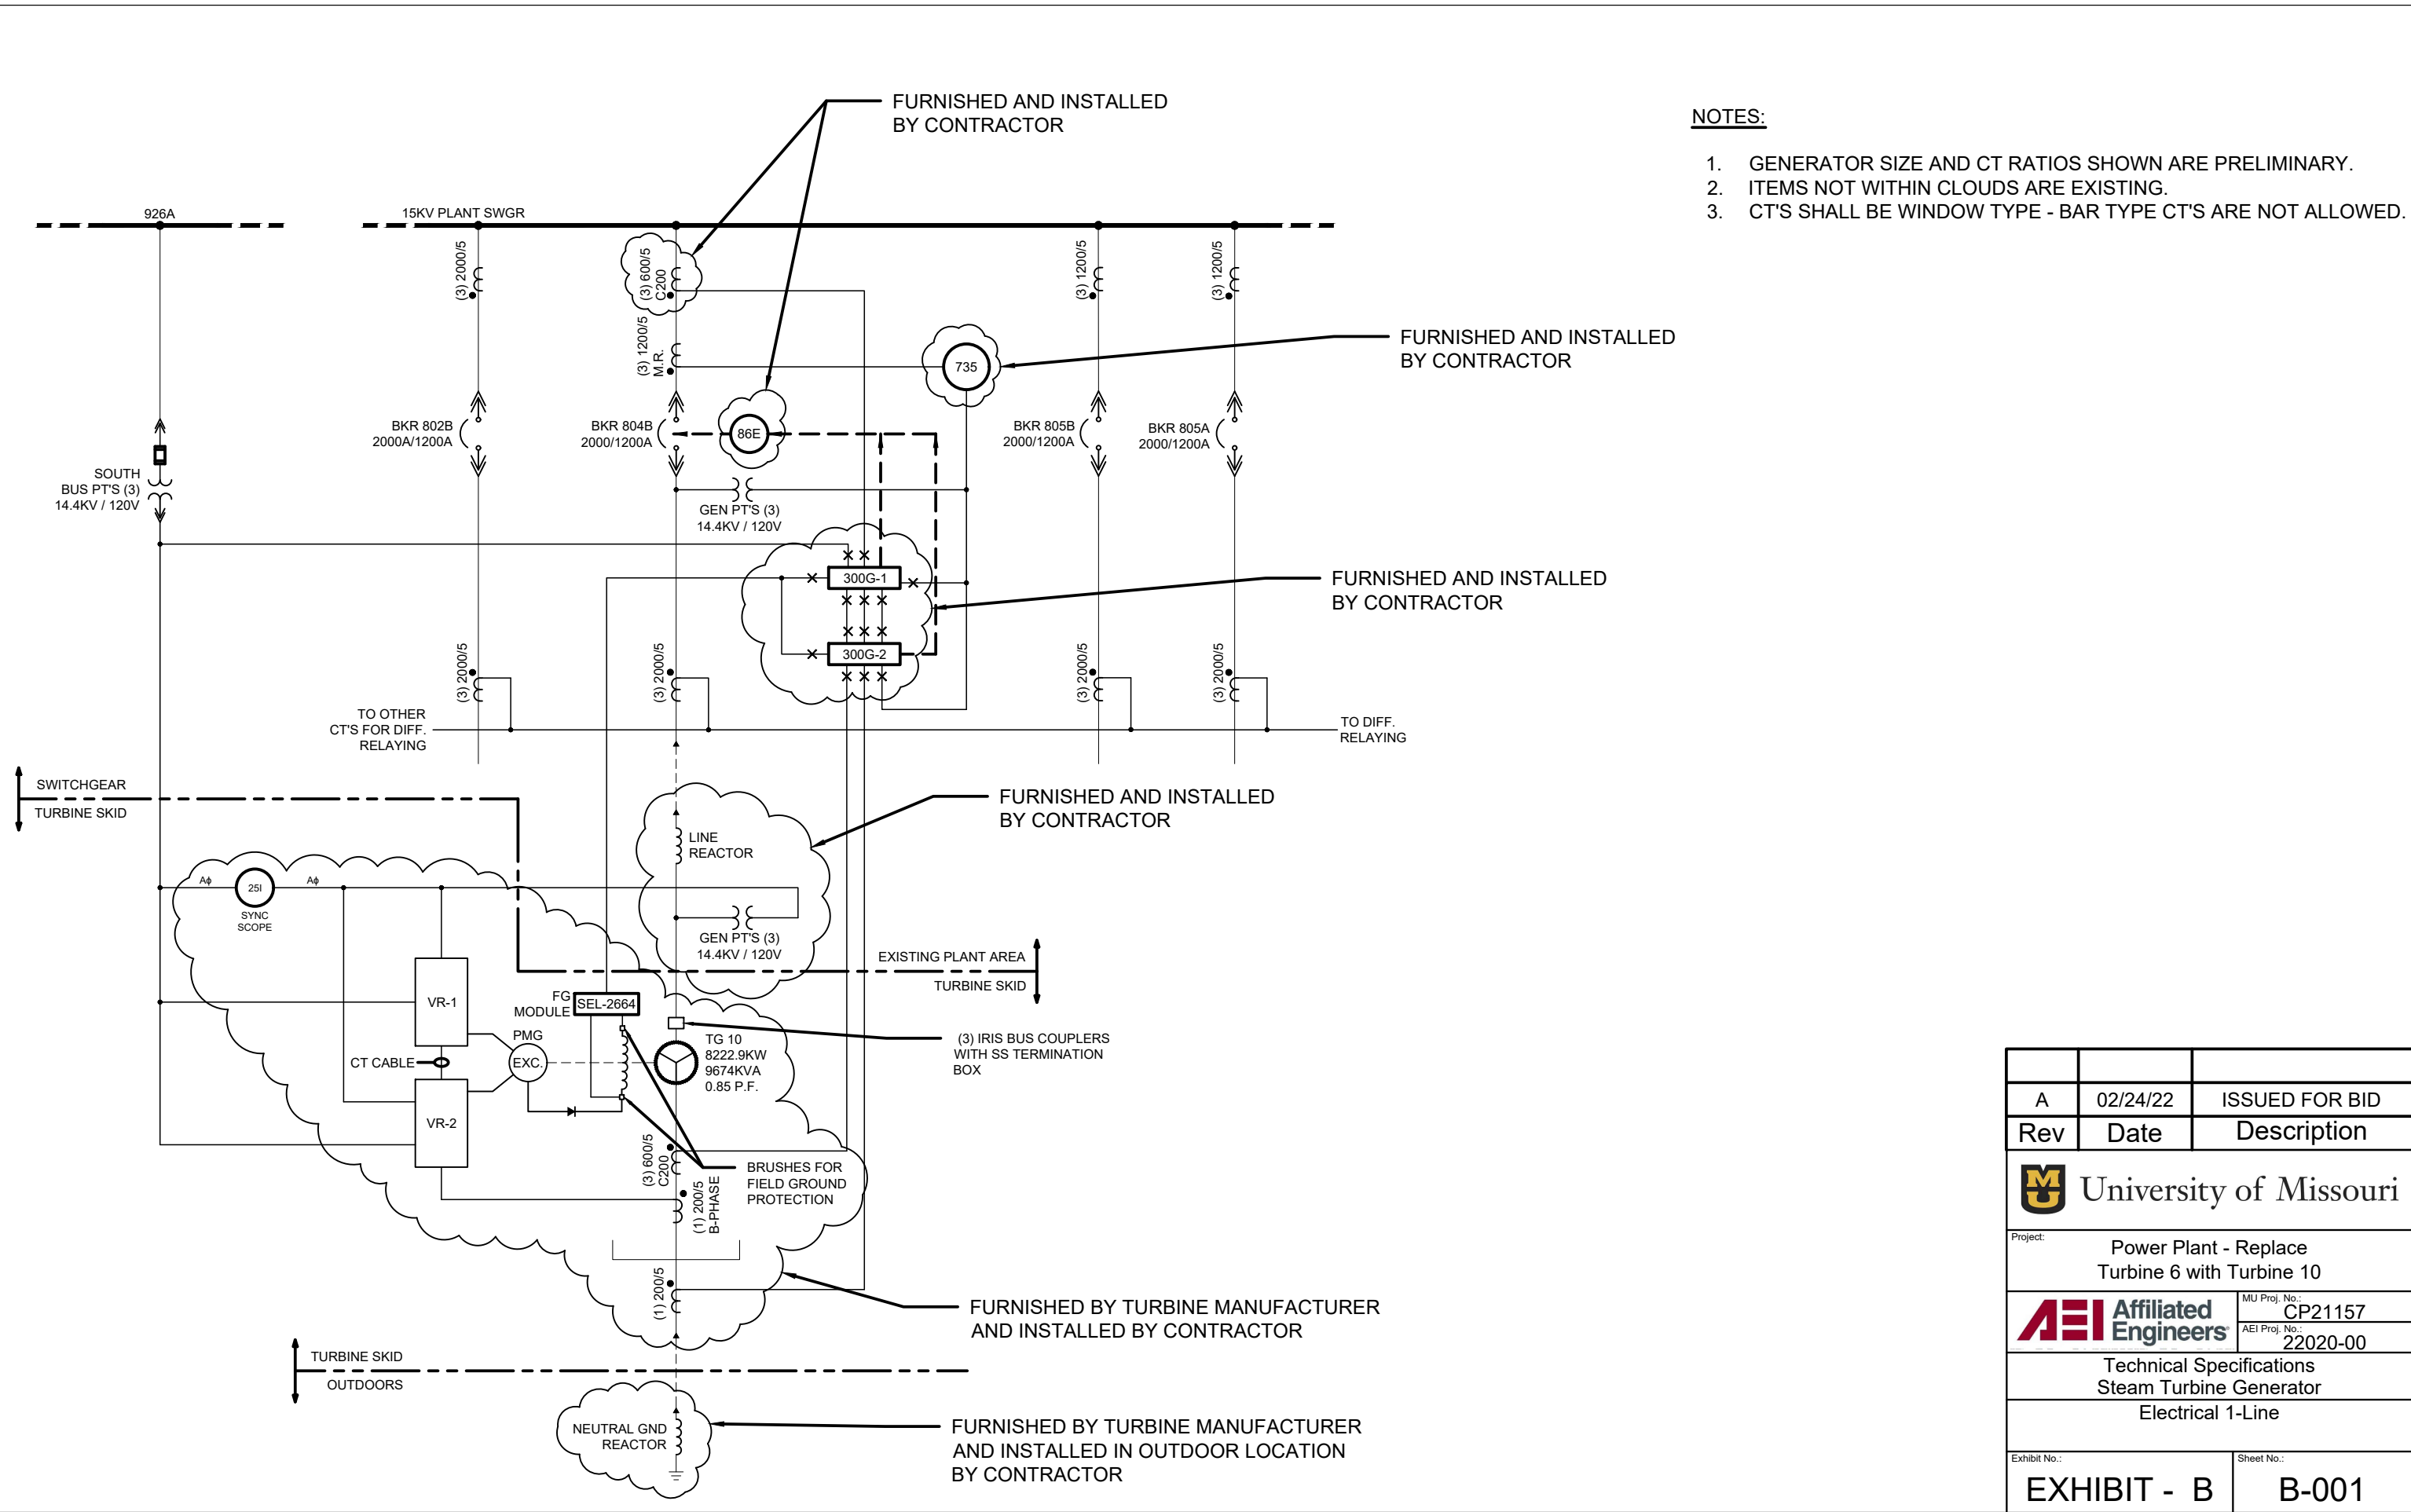 FURNISHED AND INSTALLED
BY CONTRACTOR
NOTES:
1. GENERATOR SIZE AND CT RATIOS SHOWN ARE PRELIMINARY.
2. ITEMS NOT WITHIN CLOUDS ARE EXISTING.
3. CT'S SHALL BE WINDOW TYPE - BAR TYPE CT'S ARE NOT ALLOWED.
926A
15KV PLANT SWGR
(3) 2000/5
(3) 600/5
C200
(3) 1200/5
(3) 1200/5
(3) 1200/5
M.R.
735
FURNISHED AND INSTALLED
BY CONTRACTOR
BKR 802B
2000A/1200A
BKR 804B
2000/1200A
86E
BKR 805B
2000/1200A
BKR 805A
2000/1200A
SOUTH
BUS PT'S (3)
14.4KV / 120V
GEN PT'S (3)
14.4KV / 120V
300G-1
FURNISHED AND INSTALLED
BY CONTRACTOR
300G-2
(3) 2000/5
(3) 2000/5
(3) 2000/5
(3) 2000/5
TO OTHER
CT'S FOR DIFF.
RELAYING
TO DIFF.
RELAYING
SWITCHGEAR
TURBINE SKID
FURNISHED AND INSTALLED
BY CONTRACTOR
LINE
REACTOR
Aϕ
25I
Aϕ
SYNC
SCOPE
GEN PT'S (3)
14.4KV / 120V
EXISTING PLANT AREA
TURBINE SKID
VR-1
FG
MODULE
SEL-2664
PMG
EXC.
CT CABLE
VR-2
TG 10
8222.9KW
9674KVA
0.85 P.F.
(3) IRIS BUS COUPLERS
WITH SS TERMINATION
BOX
(3) 600/5
C200
BRUSHES FOR
FIELD GROUND
PROTECTION
(1) 200/5
B-PHASE
(1) 200/5
FURNISHED BY TURBINE MANUFACTURER
AND INSTALLED BY CONTRACTOR
TURBINE SKID
OUTDOORS
NEUTRAL GND
REACTOR
FURNISHED BY TURBINE MANUFACTURER
AND INSTALLED IN OUTDOOR LOCATION
BY CONTRACTOR
A 02/24/22 ISSUED FOR BID
Rev Date Description
MU
University of Missouri
Project:
Power Plant - Replace
Turbine 6 with Turbine 10
AEI Affiliated
Engineers
MU Proj. No.:
CP21157
AEI Proj. No.:
22020-00
Technical Specifications
Steam Turbine Generator
Electrical 1-Line
Exhibit No.:
EXHIBIT - B
Sheet No.:
B-001